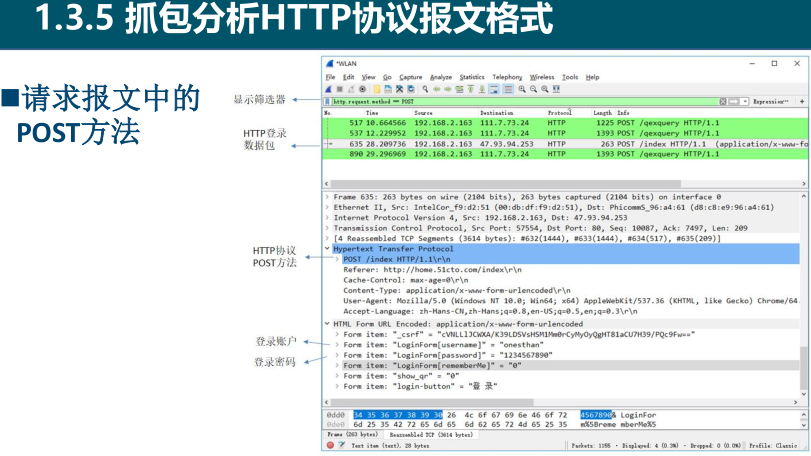 1.3.5 抓包分析HTTP协议报文格式
■请求报文中的
POST方法
显示筛选器
HTTP登录
数据包
HTTP协议
POST方法
登录账户
登录密码
*WLAN
File Edit View Go Capture Analyze Statistics Telephony Wireless Tools Help
http.request.method == POST
Expression…
No. Time Source Destination Protocol Length Info
517 10.664566 192.168.2.163 111.7.73.24 HTTP 1225 POST /qexquery HTTP/1.1
537 12.229952 192.168.2.163 111.7.73.24 HTTP 1393 POST /qexquery HTTP/1.1
635 28.209736 192.168.2.163 47.93.94.253 HTTP 263 POST /index HTTP/1.1 (application/x-www-fo
890 29.296969 192.168.2.163 111.7.73.24 HTTP 1393 POST /qexquery HTTP/1.1
Frame 635: 263 bytes on wire (2104 bits), 263 bytes captured (2104 bits) on interface 0
Ethernet II, Src: IntelCor_f9:d2:51 (00:db:df:f9:d2:51), Dst: PhicommS_96:a4:61 (d8:c8:e9:96:a4:61)
Internet Protocol Version 4, Src: 192.168.2.163, Dst: 47.93.94.253
Transmission Control Protocol, Src Port: 57554, Dst Port: 80, Seq: 10087, Ack: 7497, Len: 209
[4 Reassembled TCP Segments (3614 bytes): #632(1444), #633(1444), #634(517), #635(209)]
Hypertext Transfer Protocol
POST /index HTTP/1.1\r\n
Referer: http://home.51cto.com/index\r\n
Cache-Control: max-age=0\r\n
Content-Type: application/x-www-form-urlencoded\r\n
User-Agent: Mozilla/5.0 (Windows NT 10.0; Win64; x64) AppleWebKit/537.36 (KHTML, like Gecko) Chrome/64.
Accept-Language: zh-Hans-CN,zh-Hans;q=0.8,en-US;q=0.5,en;q=0.3\r\n
HTML Form URL Encoded: application/x-www-form-urlencoded
Form item: "_csrf" = "cVNLLlJCWXA/K39LDSVsHSM1Mm0rCyMyOyQgHT81aCU7H39/PQc9Fw=="
Form item: "LoginForm[username]" = "onesthan"
Form item: "LoginForm[password]" = "1234567890"
Form item: "LoginForm[rememberMe]" = "0"
Form item: "show_qr" = "0"
Form item: "login-button" = "登 录"
0dd0 34 35 36 37 38 39 30 26 4c 6f 67 69 6e 46 6f 72 4567890& LoginFor
0de0 6d 25 35 42 72 65 6d 65 6d 62 65 72 4d 65 25 35 m%5Breme mberMe%5
Frame (263 bytes) Reassembled TCP (3614 bytes)
Text item (text), 28 bytes
Packets: 1195 · Displayed: 4 (0.3%) · Dropped: 0 (0.0%)
Profile: Classic